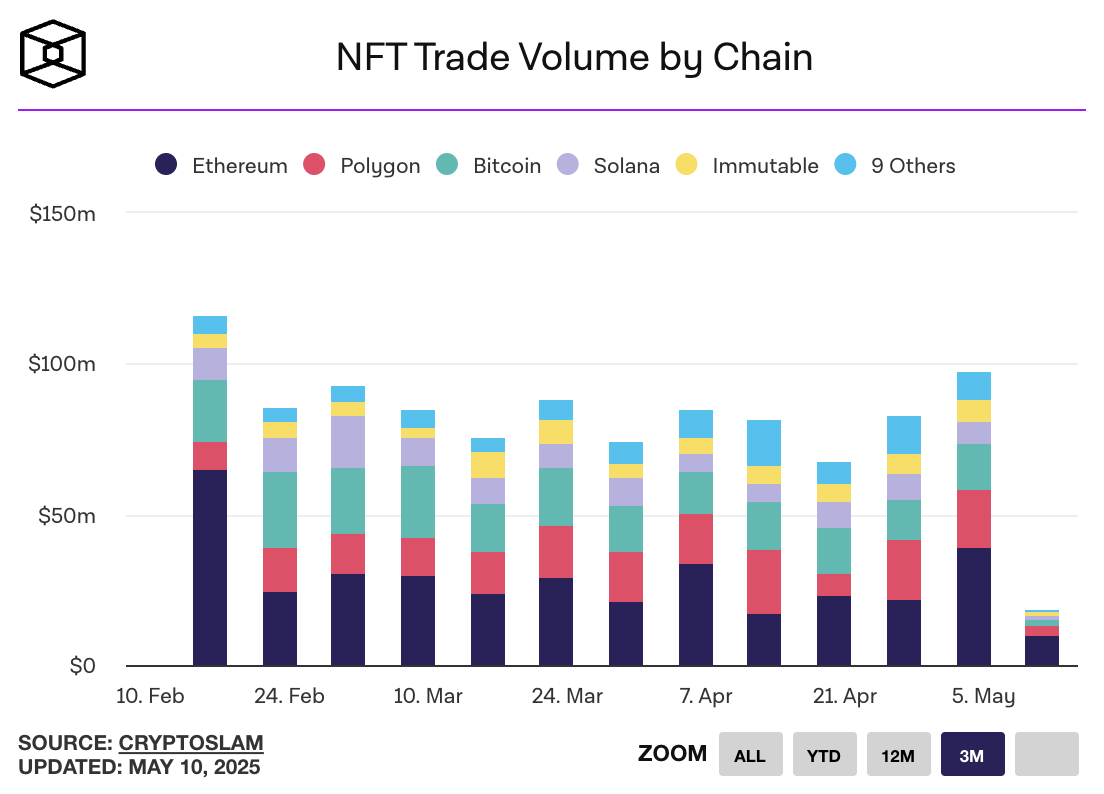 NFT Trade Volume by Chain
Ethereum Polygon Bitcoin Solana Immutable 9 Others
$150m
$100m
$50m
$0
10. Feb 24. Feb 10. Mar 24. Mar 7. Apr 21. Apr 5. May
SOURCE: CRYPTOSLAM
UPDATED: MAY 10, 2025
ZOOM ALL YTD 12M 3M